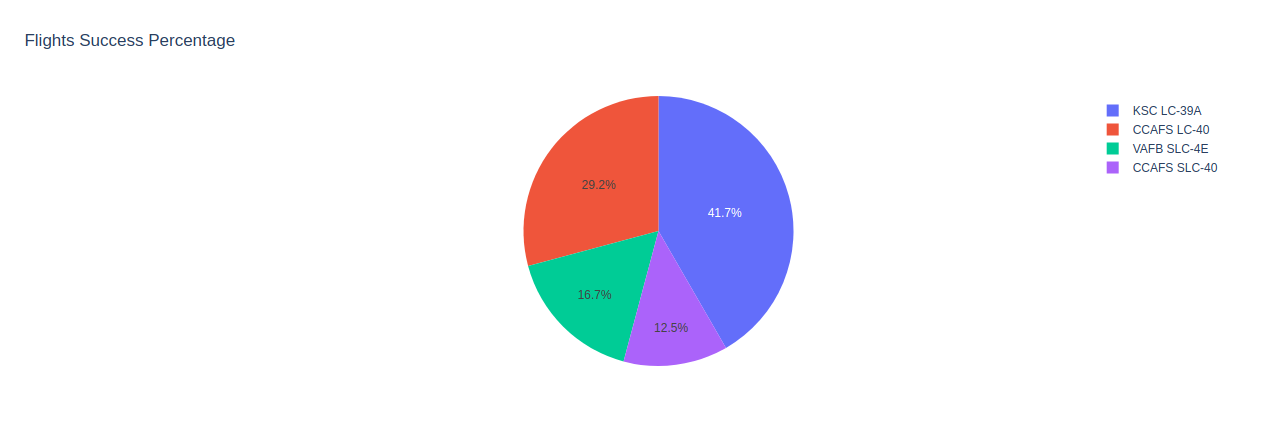 Flights Success Percentage
KSC LC-39A
CCAFS LC-40
VAFB SLC-4E
CCAFS SLC-40
29.2%
41.7%
16.7%
12.5%